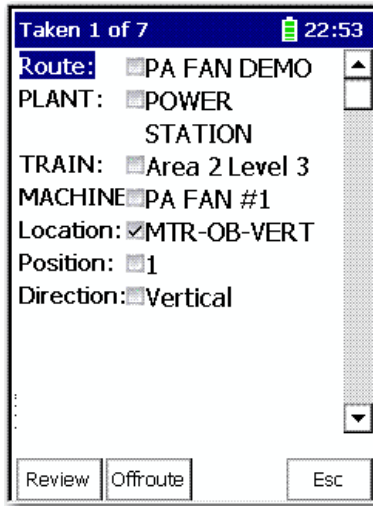 Taken 1 of 7 22:53
Route: PA FAN DEMO
PLANT: POWER
STATION
TRAIN: Area 2 Level 3
MACHINE PA FAN #1
Location: MTR-OB-VERT
Position: 1
Direction: Vertical
Review Offroute Esc